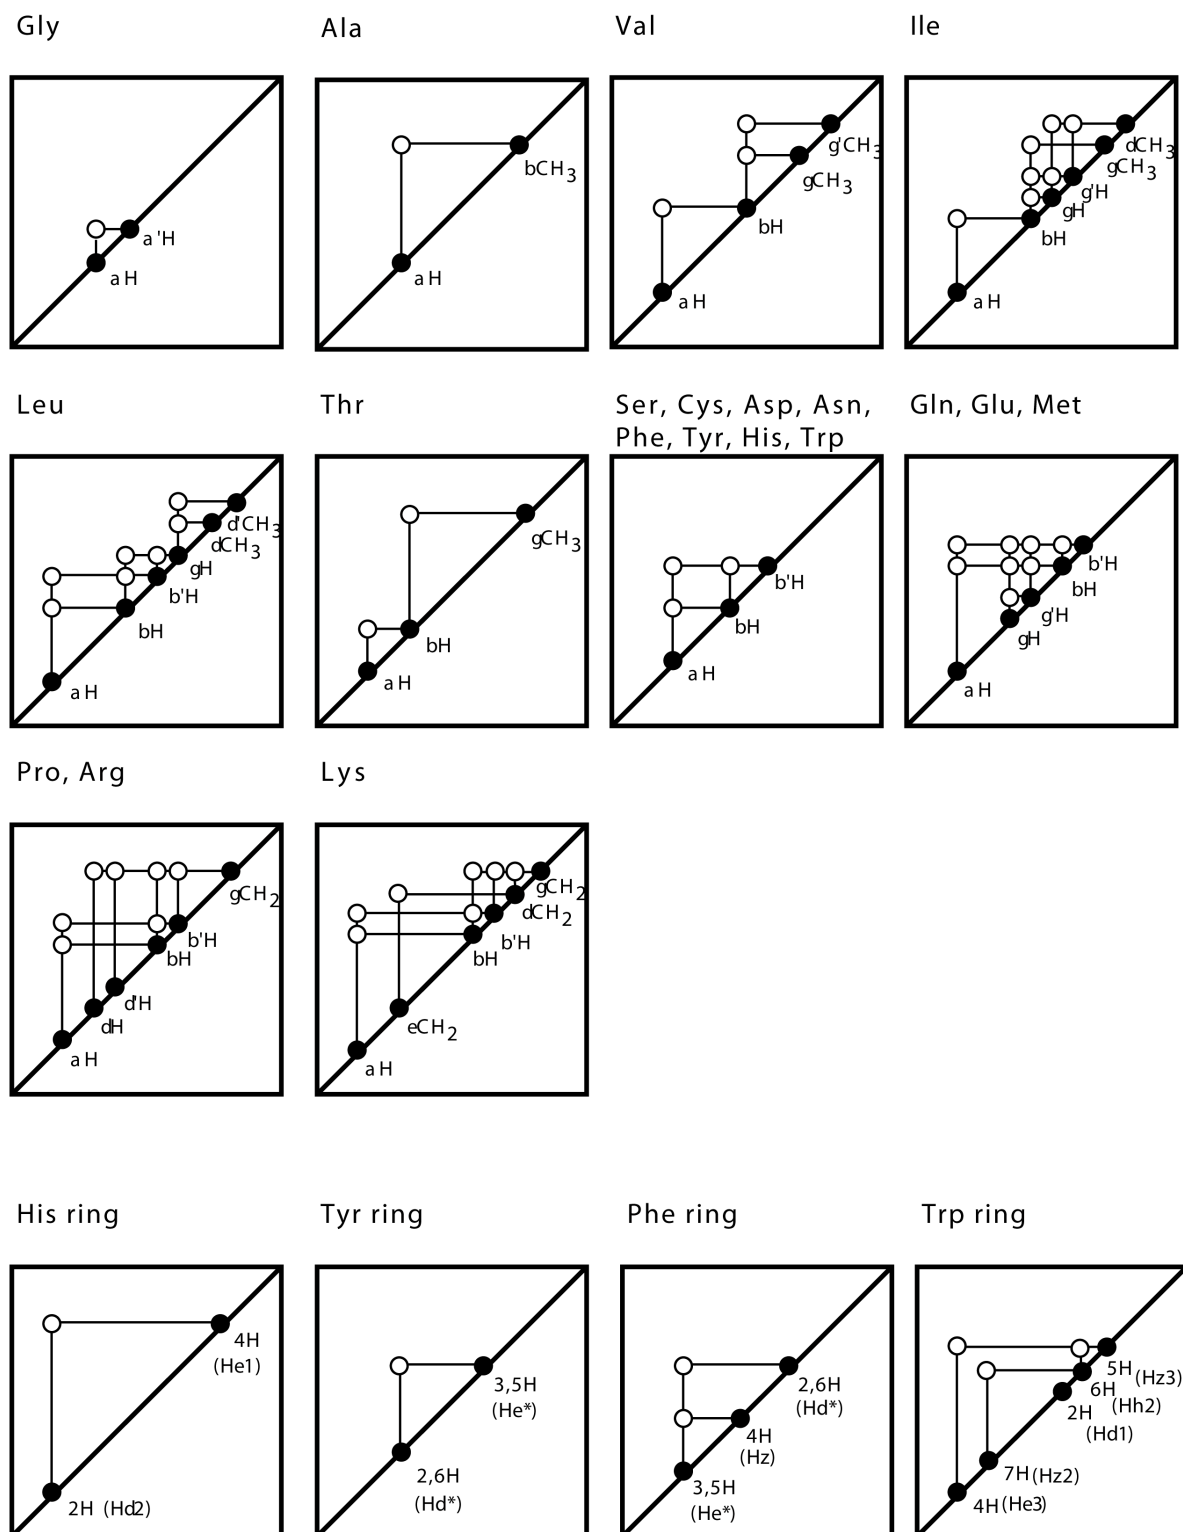 Gly
a 'H
a H
Ala
bCH3
a H
Val
g'CH3
gCH3
bH
a H
Ile
dCH3
gCH3
g'H
gH
bH
a H
Leu
d'CH3
dCH3
gH
b'H
bH
a H
Thr
gCH3
bH
a H
Ser, Cys, Asp, Asn,
Phe, Tyr, His, Trp
b'H
bH
a H
Gln, Glu, Met
b'H
bH
g'H
gH
a H
Pro, Arg
gCH2
b'H
bH
d'H
dH
a H
Lys
gCH2
dCH2
b'H
bH
eCH2
a H
His ring
4H
(He1)
2H (Hd2)
Tyr ring
3,5H
(He*)
2,6H
(Hd*)
Phe ring
2,6H
(Hd*)
4H
(Hz)
3,5H
(He*)
Trp ring
5H (Hz3)
6H (Hh2)
2H
(Hd1)
7H (Hz2)
4H (He3)